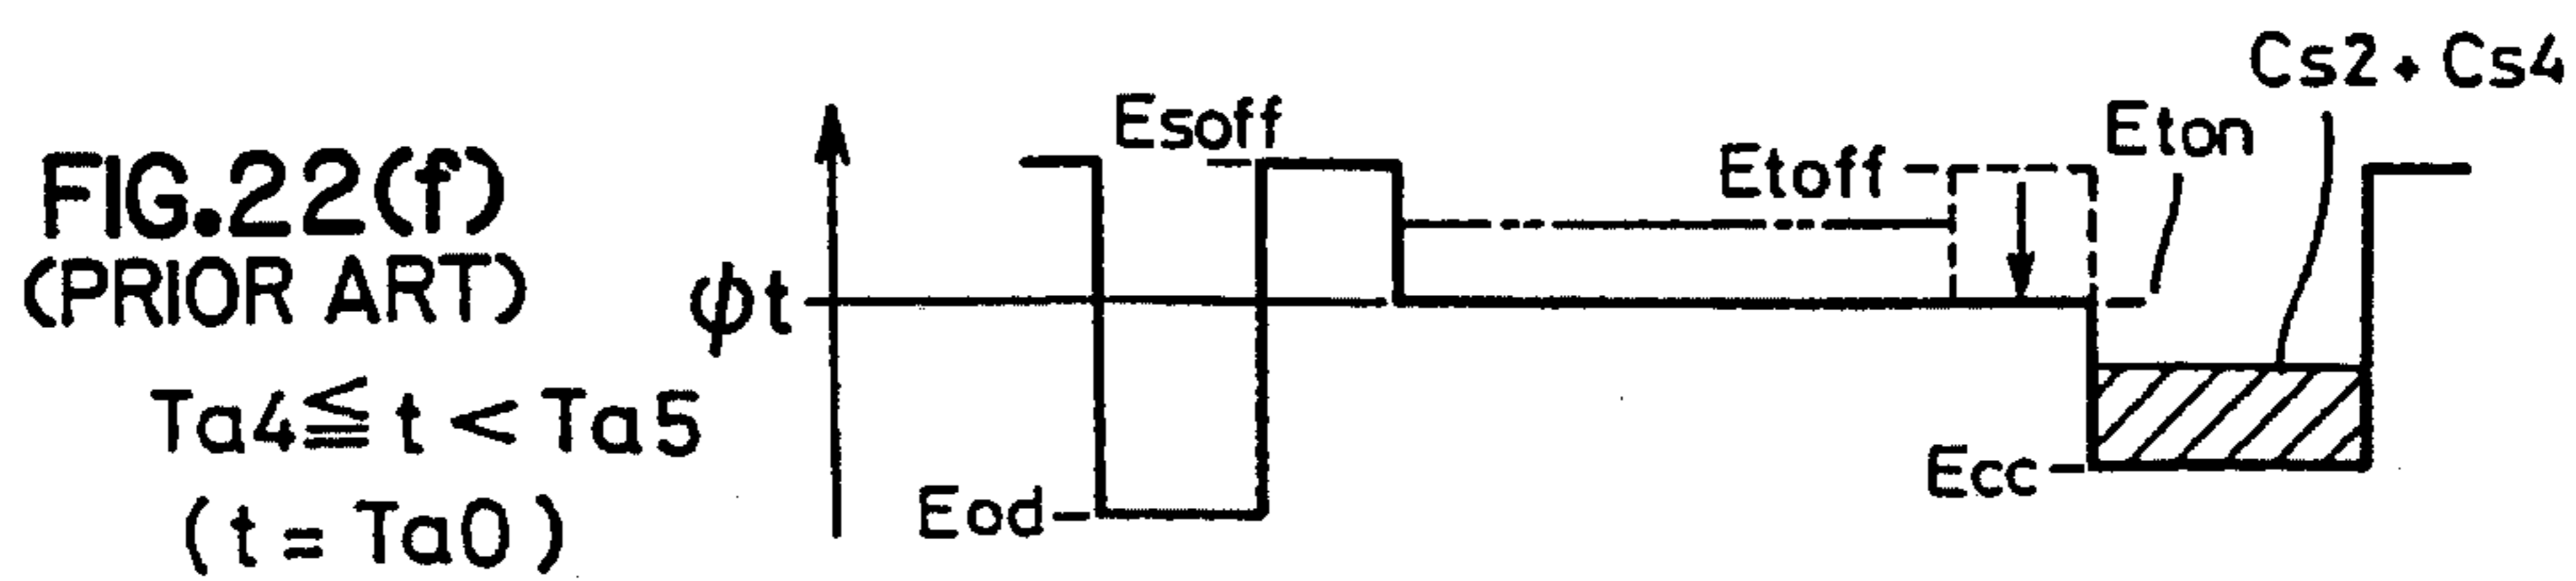 FIG.22(f)
(PRIOR ART)
Ta4≦t<Ta5
(t=Ta0)
φt
Esoff
Eod
Etoff
Eton
Cs2+Cs4
Ecc